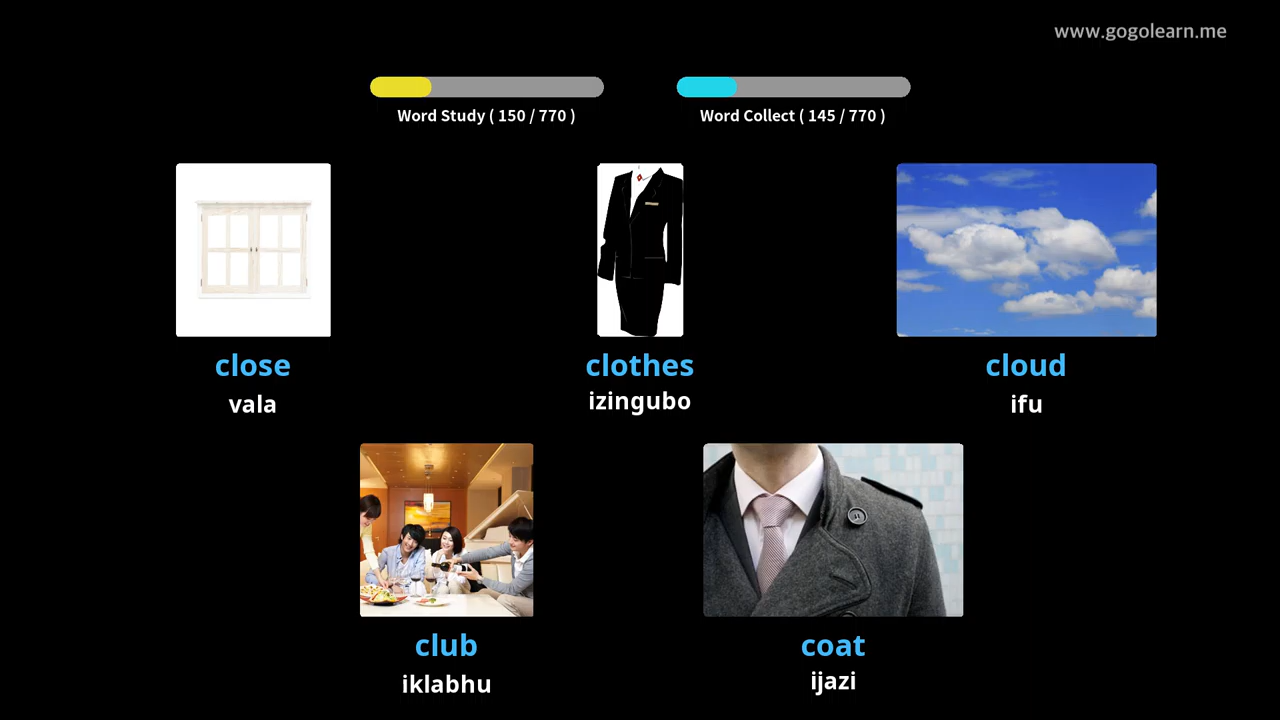 www.gogolearn.me
Word Study ( 150 / 770 )
Word Collect ( 145 / 770 )
close
vala
clothes
izingubo
cloud
ifu
club
iklabhu
coat
ijazi